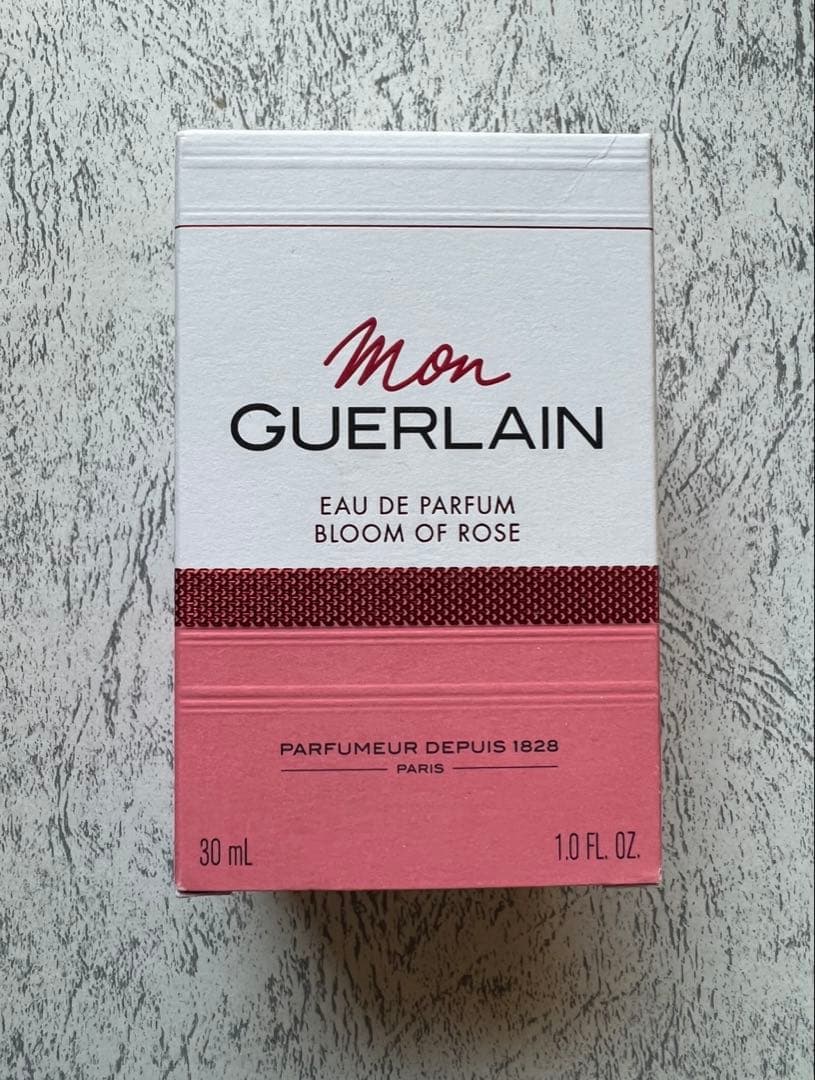 Mon
GUERLAIN
EAU DE PARFUM
BLOOM OF ROSE
PARFUMEUR DEPUIS 1828
PARIS
30 mL 1.0 FL. OZ.